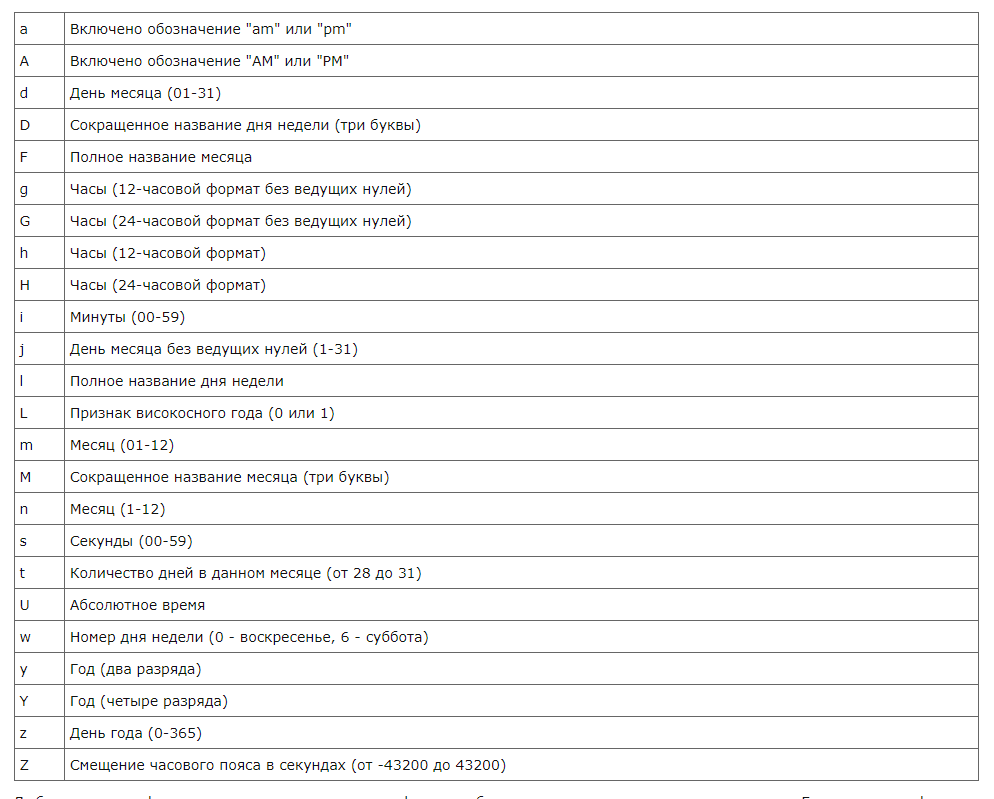 a Включено обозначение "am" или "pm"
A Включено обозначение "AM" или "PM"
d День месяца (01-31)
D Сокращенное название дня недели (три буквы)
F Полное название месяца
g Часы (12-часовой формат без ведущих нулей)
G Часы (24-часовой формат без ведущих нулей)
h Часы (12-часовой формат)
H Часы (24-часовой формат)
i Минуты (00-59)
j День месяца без ведущих нулей (1-31)
l Полное название дня недели
L Признак високосного года (0 или 1)
m Месяц (01-12)
M Сокращенное название месяца (три буквы)
n Месяц (1-12)
s Секунды (00-59)
t Количество дней в данном месяце (от 28 до 31)
U Абсолютное время
w Номер дня недели (0 - воскресенье, 6 - суббота)
y Год (два разряда)
Y Год (четыре разряда)
z День года (0-365)
Z Смещение часового пояса в секундах (от -43200 до 43200)